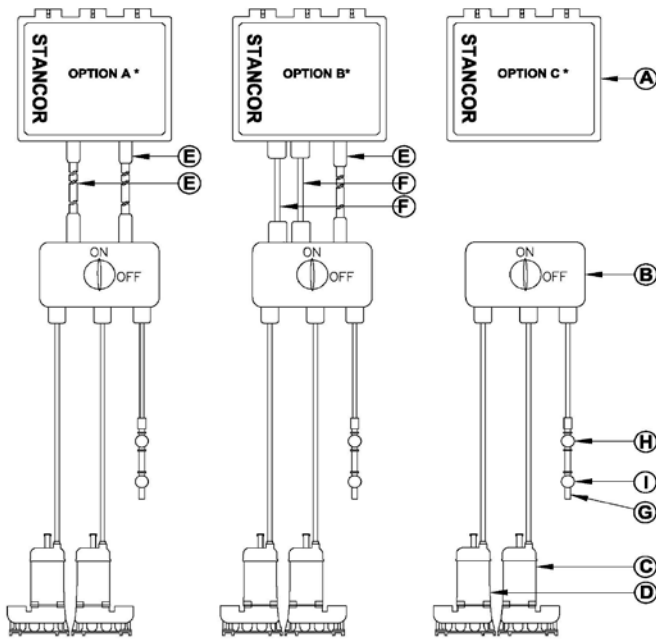 STANCOR
OPTION A *
STANCOR
OPTION B*
STANCOR
OPTION C *
A
E
E
E
F
F
ON
OFF
ON
OFF
ON
OFF
B
H
I
G
C
D